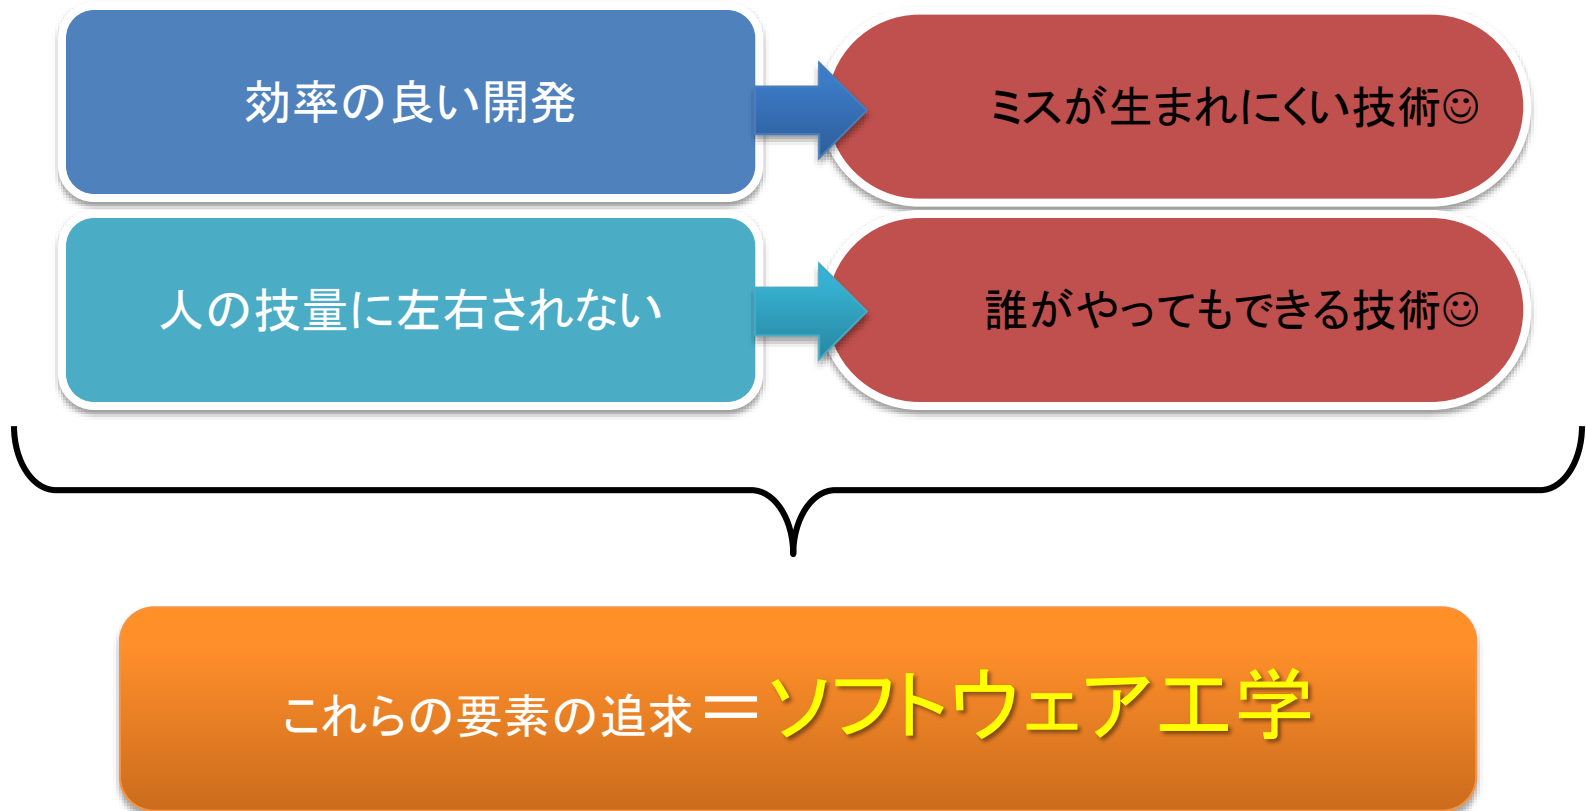 効率の良い開発
ミスが生まれにくい技術☺
人の技量に左右されない
誰がやってもできる技術☺
これらの要素の追求＝ソフトウェア工学